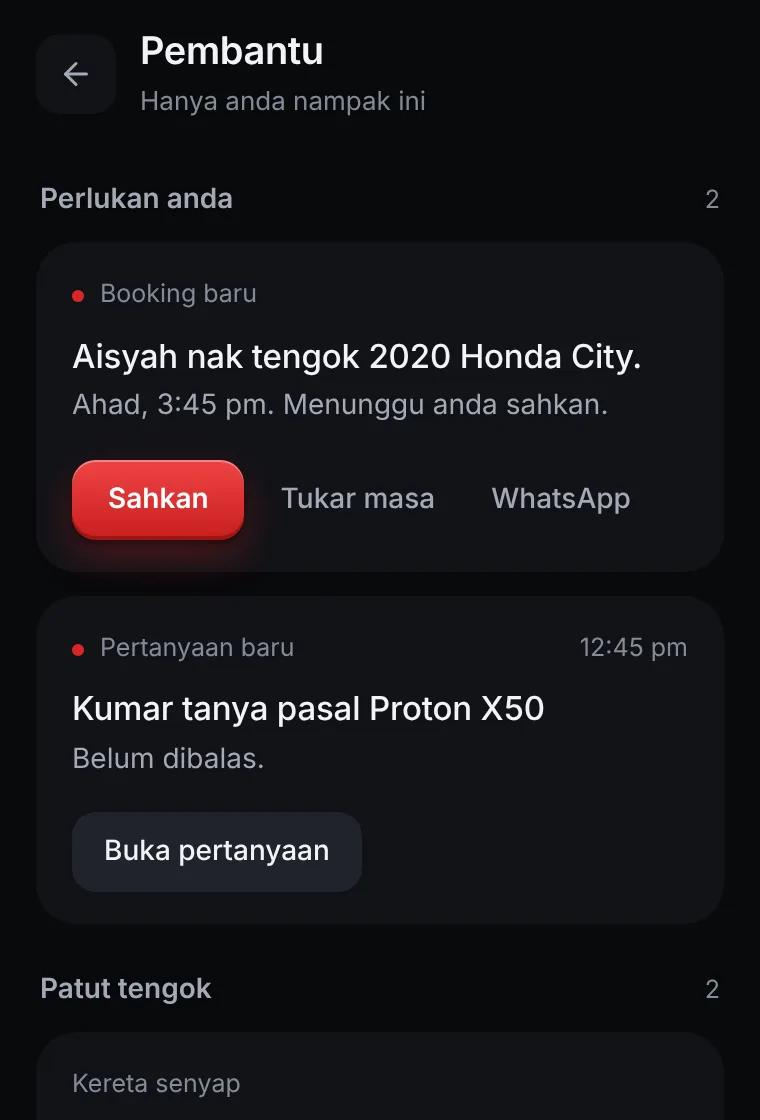 Pembantu
Hanya anda nampak ini
Perlukan anda 2
Booking baru
Aisyah nak tengok 2020 Honda City.
Ahad, 3:45 pm. Menunggu anda sahkan.
Sahkan Tukar masa WhatsApp
Pertanyaan baru 12:45 pm
Kumar tanya pasal Proton X50
Belum dibalas.
Buka pertanyaan
Patut tengok 2
Kereta senyap